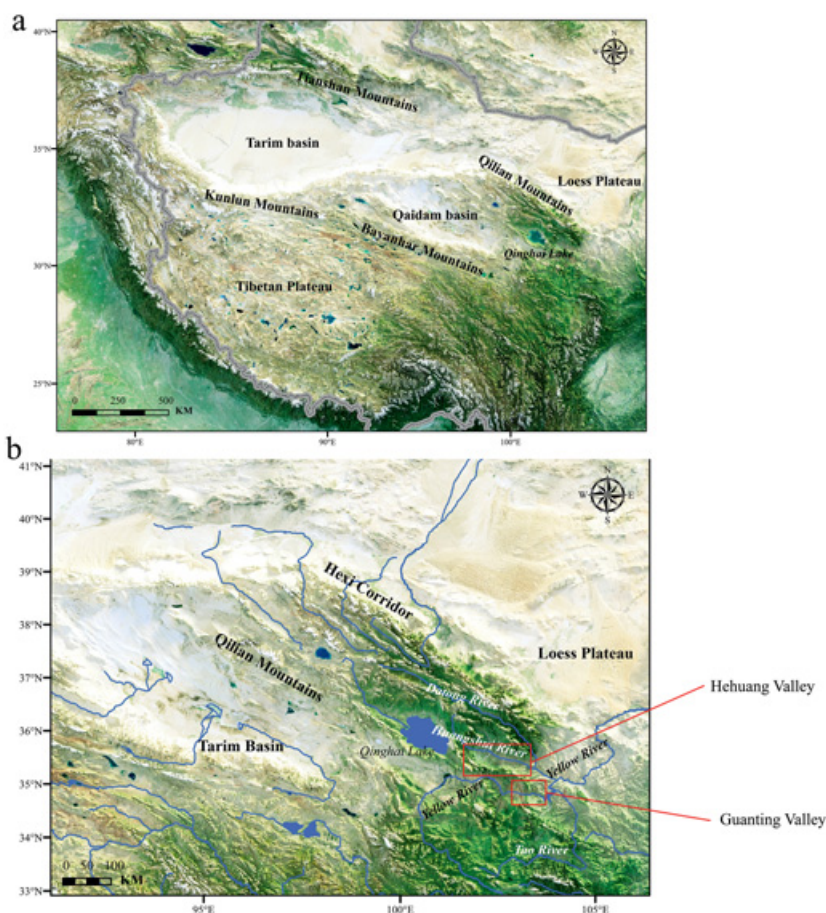 a
40°N
N
W E
S
Tianshan Mountains
35°N
Tarim basin
Qilian Mountains
Loess Plateau
Kunlun Mountains
Qaidam basin
Bayanhar Mountains
Qinghai Lake
30°N
Tibetan Plateau
25°N
0 250 500
KM
80°E 90°E 100°E
b
41°N
N
W E
S
40°N
39°N
Hexi Corridor
38°N
Qilian Mountains
Loess Plateau
37°N
Datong River
Hehuang Valley
36°N
Huangshui River
Tarim Basin
Qinghai Lake
Yellow River
35°N
Yellow River
Guanting Valley
34°N
Tao River
0 50 100
KM
33°N
95°E 100°E 105°E